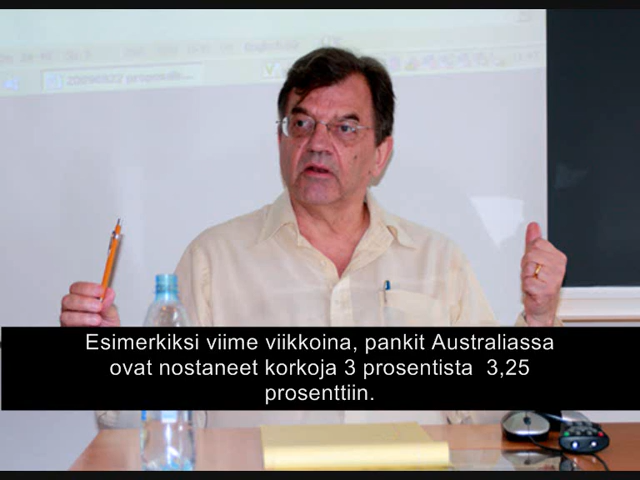 Esimerkiksi viime viikkoina, pankit Australiassa
ovat nostaneet korkoja 3 prosentista  3,25
prosenttiin.